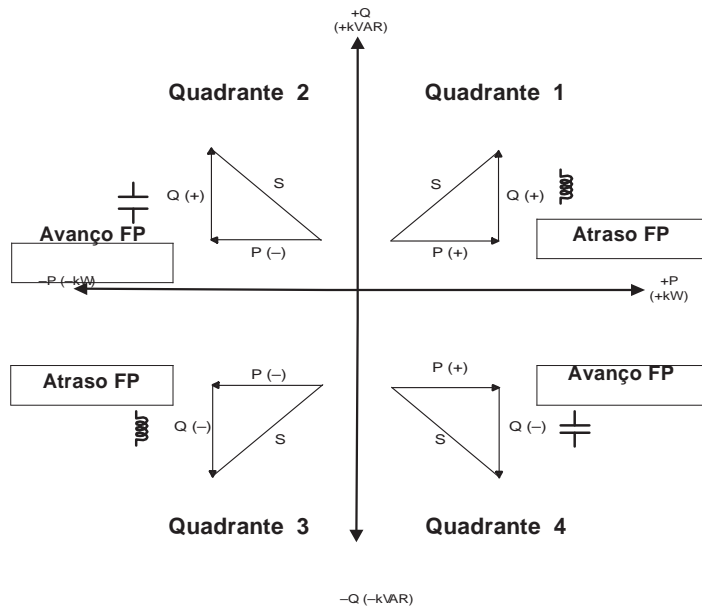 +Q
(+kVAR)
Quadrante 2
Quadrante 1
Q (+)
S
S
Q (+)
Avanço FP
P (–)
P (+)
Atraso FP
–P (–kW)
+P
(+kW)
Atraso FP
P (–)
P (+)
Avanço FP
Q (–)
S
S
Q (–)
Quadrante 3
Quadrante 4
–Q (–kVAR)